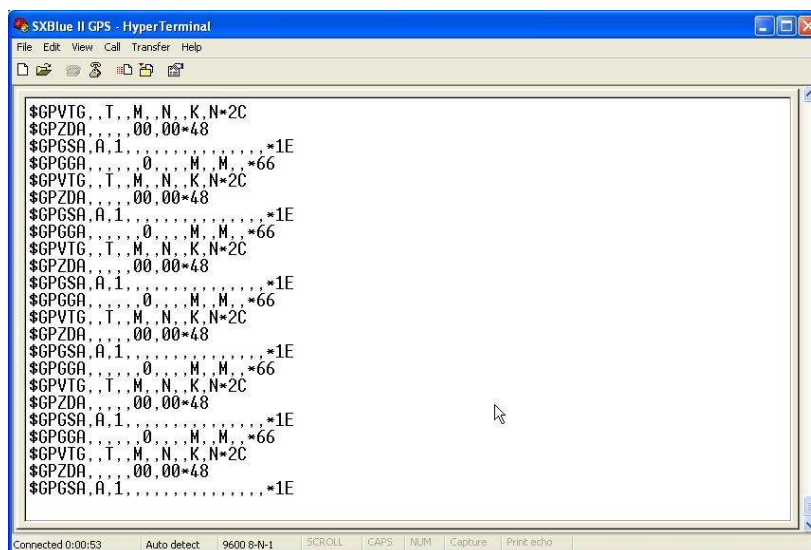 SXBlue II GPS - HyperTerminal
File Edit View Call Transfer Help
$GPVTG,,T,,M,,N,,K,N*2C
$GPZDA,,,,,00,00*48
$GPGSA,A,1,,,,,,,,,,,,,,,*1E
$GPGGA,,,,,,0,,,,M,,M,,*66
$GPVTG,,T,,M,,N,,K,N*2C
$GPZDA,,,,,00,00*48
$GPGSA,A,1,,,,,,,,,,,,,,,*1E
$GPGGA,,,,,,0,,,,M,,M,,*66
$GPVTG,,T,,M,,N,,K,N*2C
$GPZDA,,,,,00,00*48
$GPGSA,A,1,,,,,,,,,,,,,,,*1E
$GPGGA,,,,,,0,,,,M,,M,,*66
$GPVTG,,T,,M,,N,,K,N*2C
$GPZDA,,,,,00,00*48
$GPGSA,A,1,,,,,,,,,,,,,,,*1E
$GPGGA,,,,,,0,,,,M,,M,,*66
$GPVTG,,T,,M,,N,,K,N*2C
$GPZDA,,,,,00,00*48
$GPGSA,A,1,,,,,,,,,,,,,,,*1E
$GPGGA,,,,,,0,,,,M,,M,,*66
$GPVTG,,T,,M,,N,,K,N*2C
$GPZDA,,,,,00,00*48
$GPGSA,A,1,,,,,,,,,,,,,,,*1E
Connected 0:00:53 Auto detect 9600 8-N-1 SCROLL CAPS NUM Capture Print echo